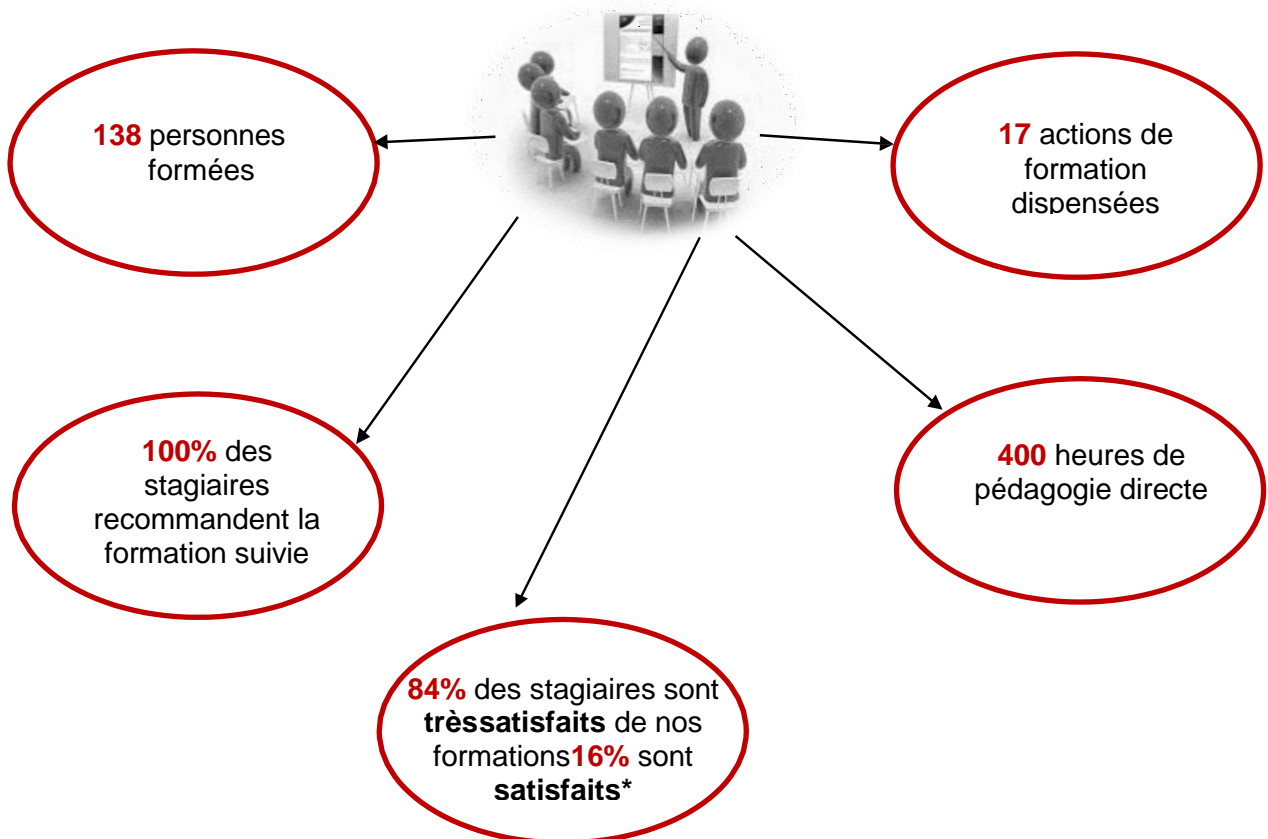 138 personnes
formées
17 actions de
formation
dispensées
100% des
stagiaires
recommandent la
formation suivie
400 heures de
pédagogie directe
84% des stagiaires sont
trèssatisfaits de nos
formations16% sont
satisfaits*